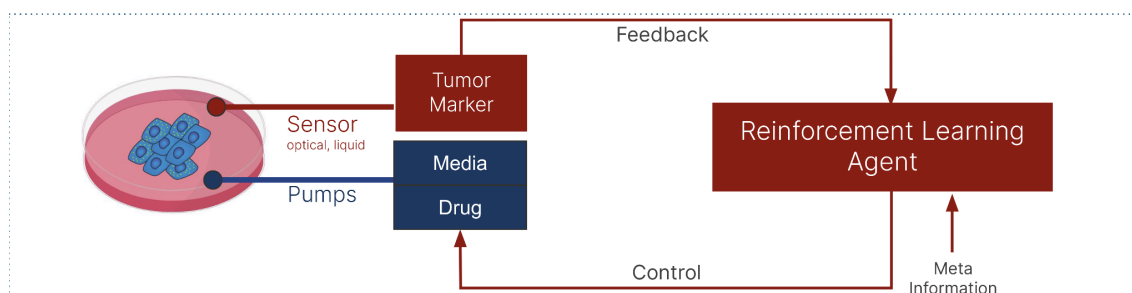 Feedback
Tumor
Marker
Sensor
optical, liquid
Media
Pumps
Drug
Reinforcement Learning
Agent
Control
Meta
Information